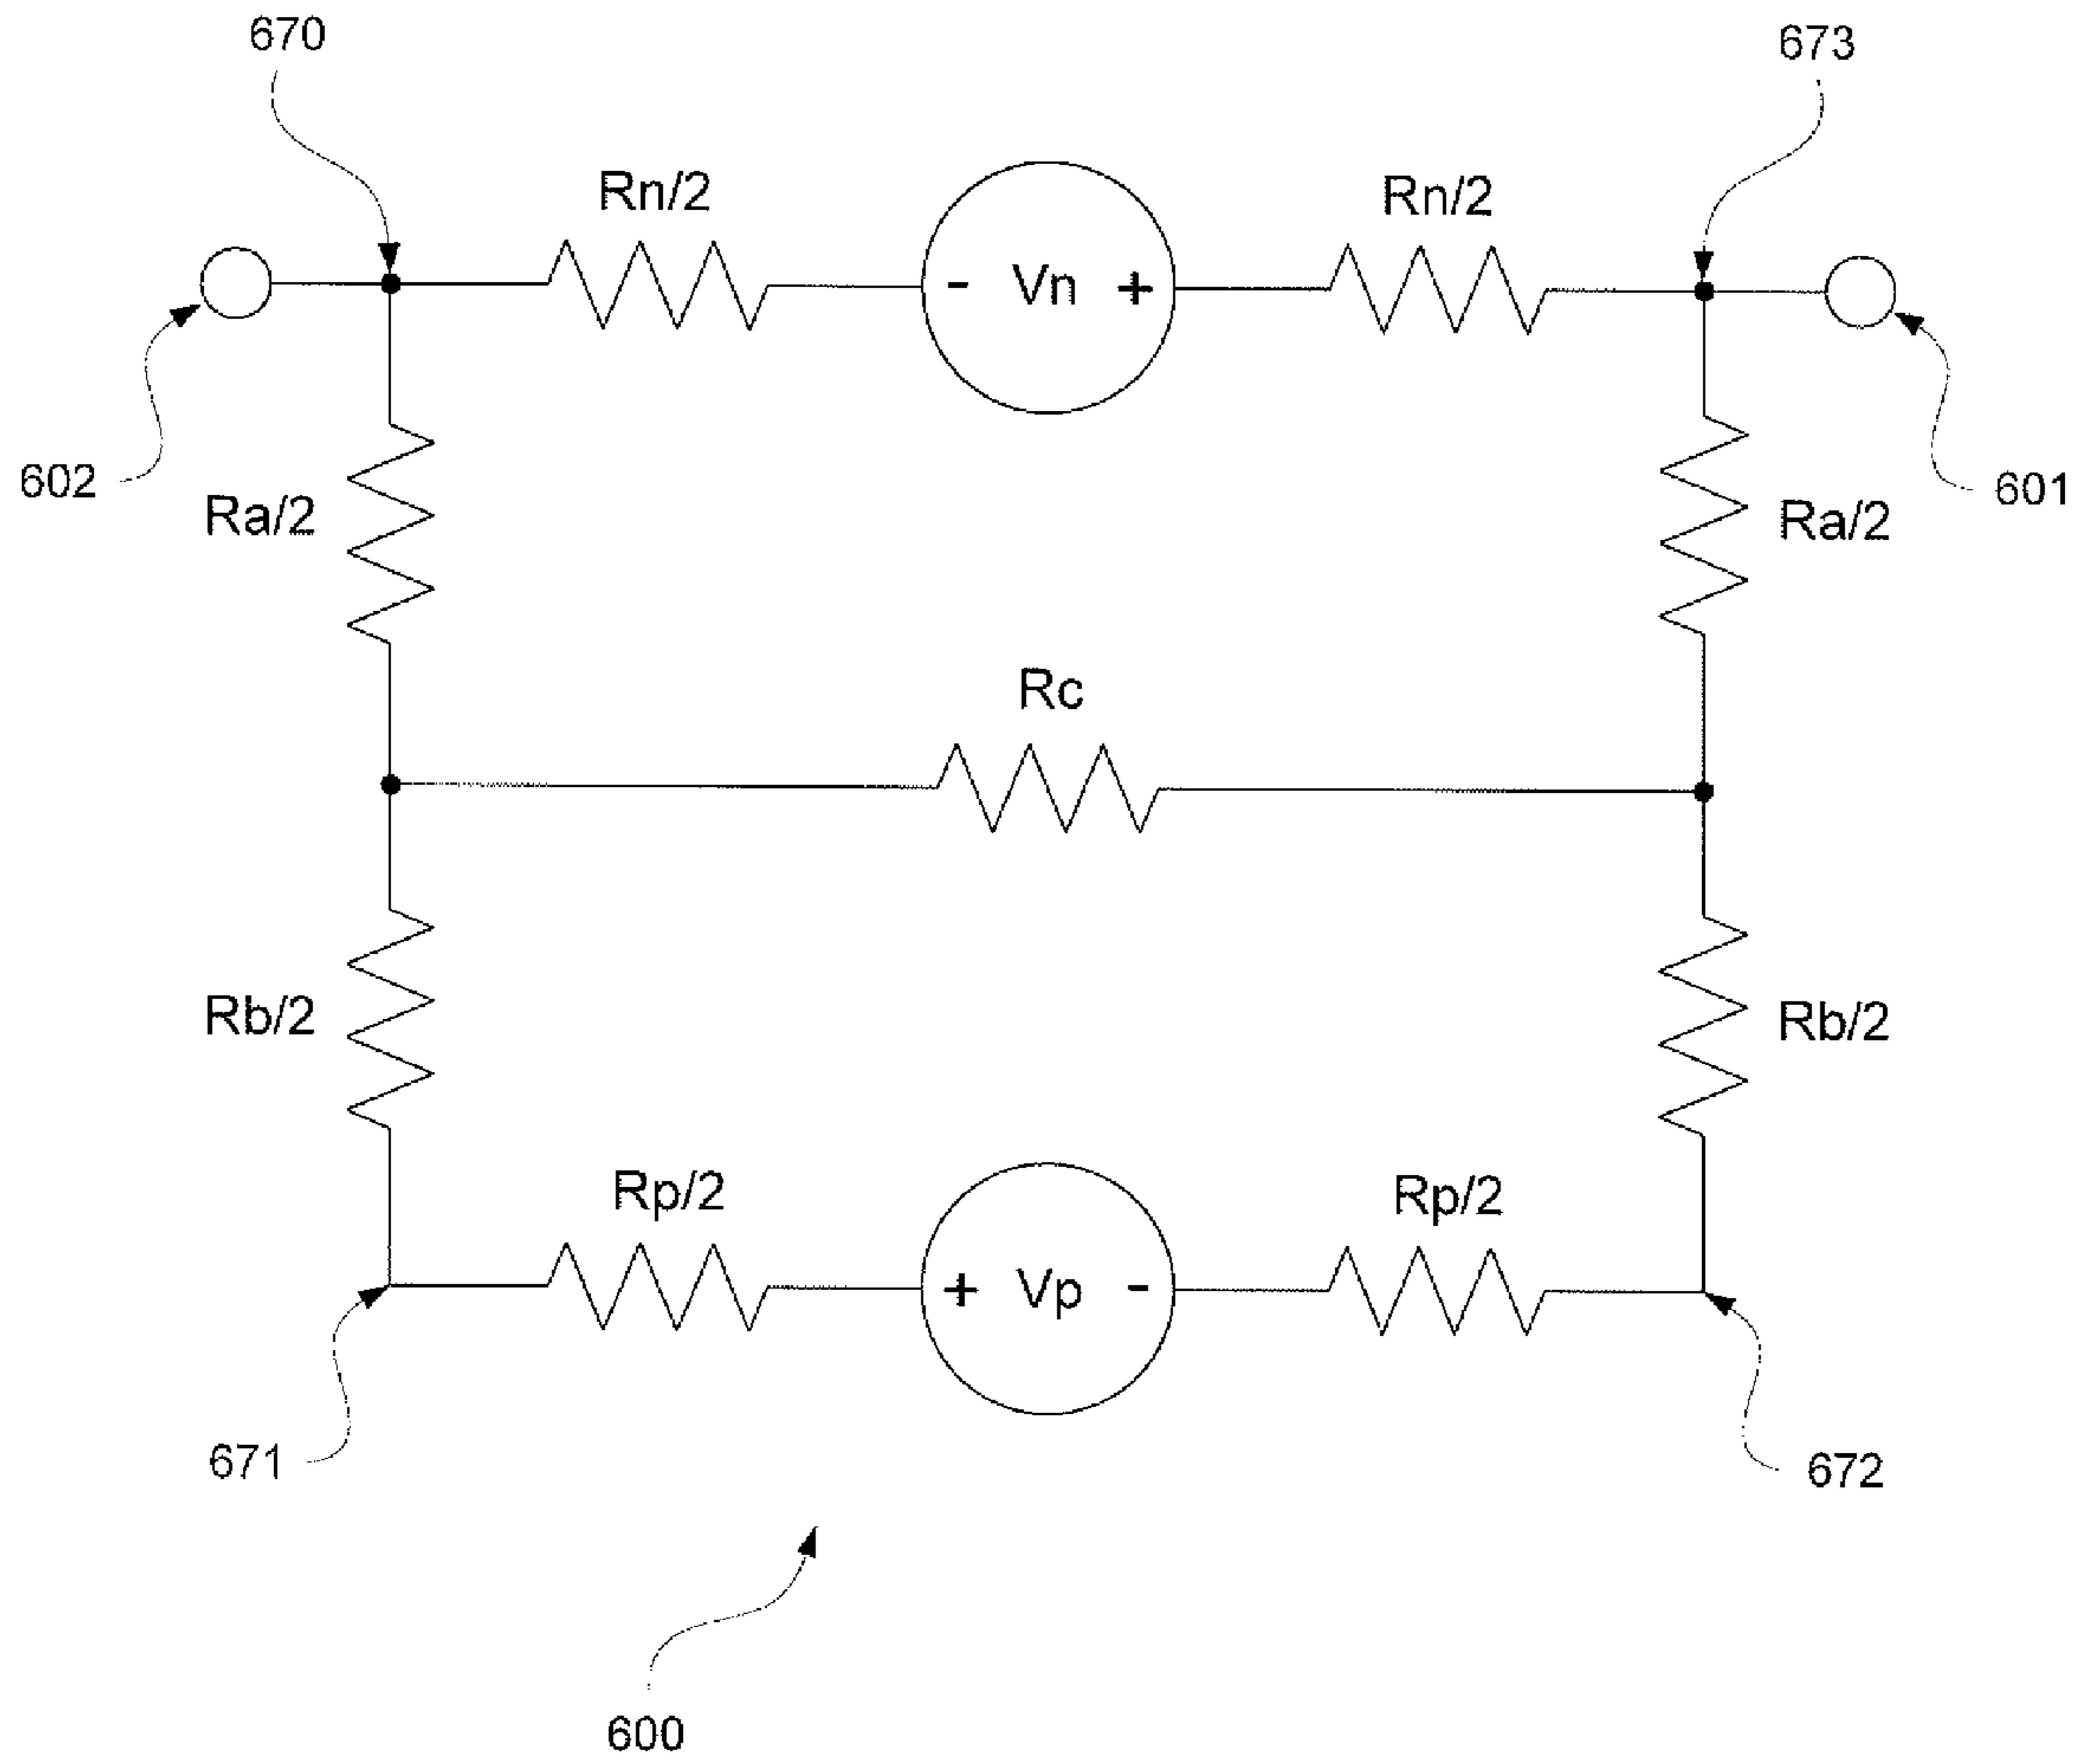 670
673
Rn/2
Rn/2
- Vn +
602
601
Ra/2
Ra/2
Rc
Rb/2
Rb/2
Rp/2
Rp/2
+ Vp -
671
672
600